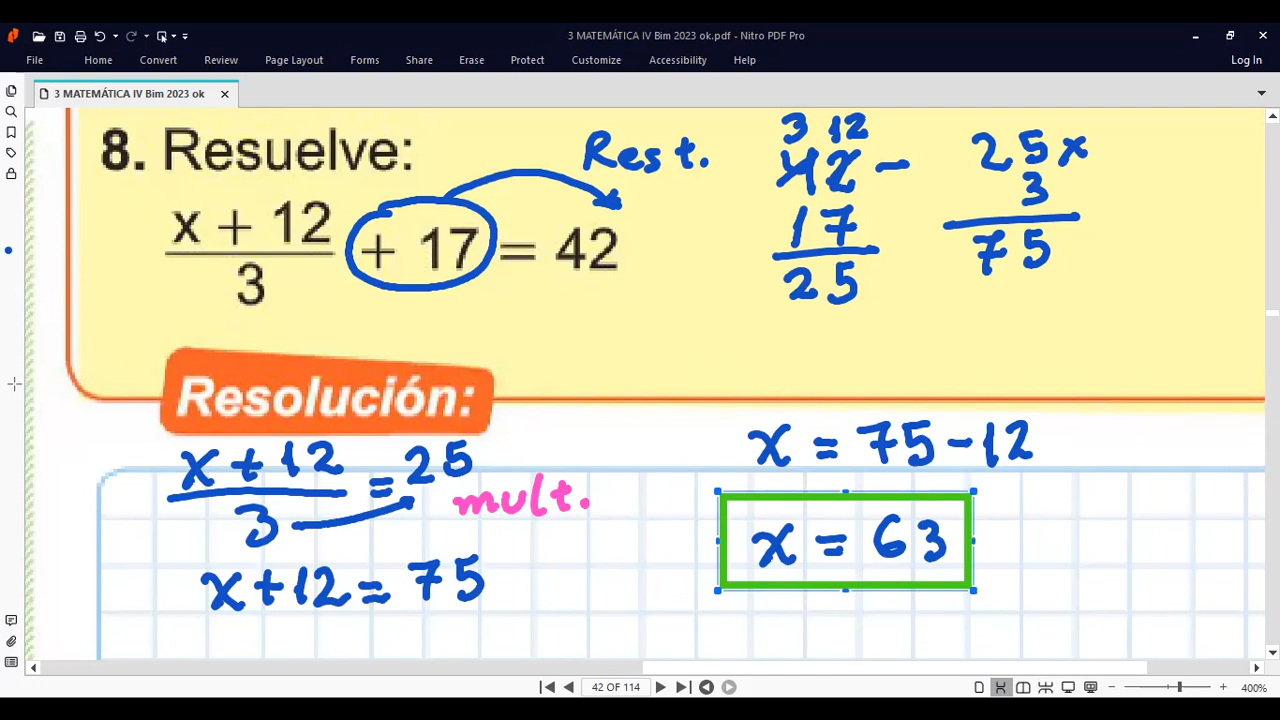 3 MATEMÁTICA IV Bim 2023 ok.pdf - Nitro PDF Pro
File Home Convert Review Page Layout Forms Share Erase Protect Customize Accessibility Help Log In
3 MATEMÁTICA IV Bim 2023 ok
8. Resuelve:
x + 12
3
+ 17 = 42
Rest.
3 12
42 -
17
25
25 x
3
75
Resolución:
x + 12
3
= 25
mult.
x + 12 = 75
x = 75 - 12
x = 63
42 OF 114
400%